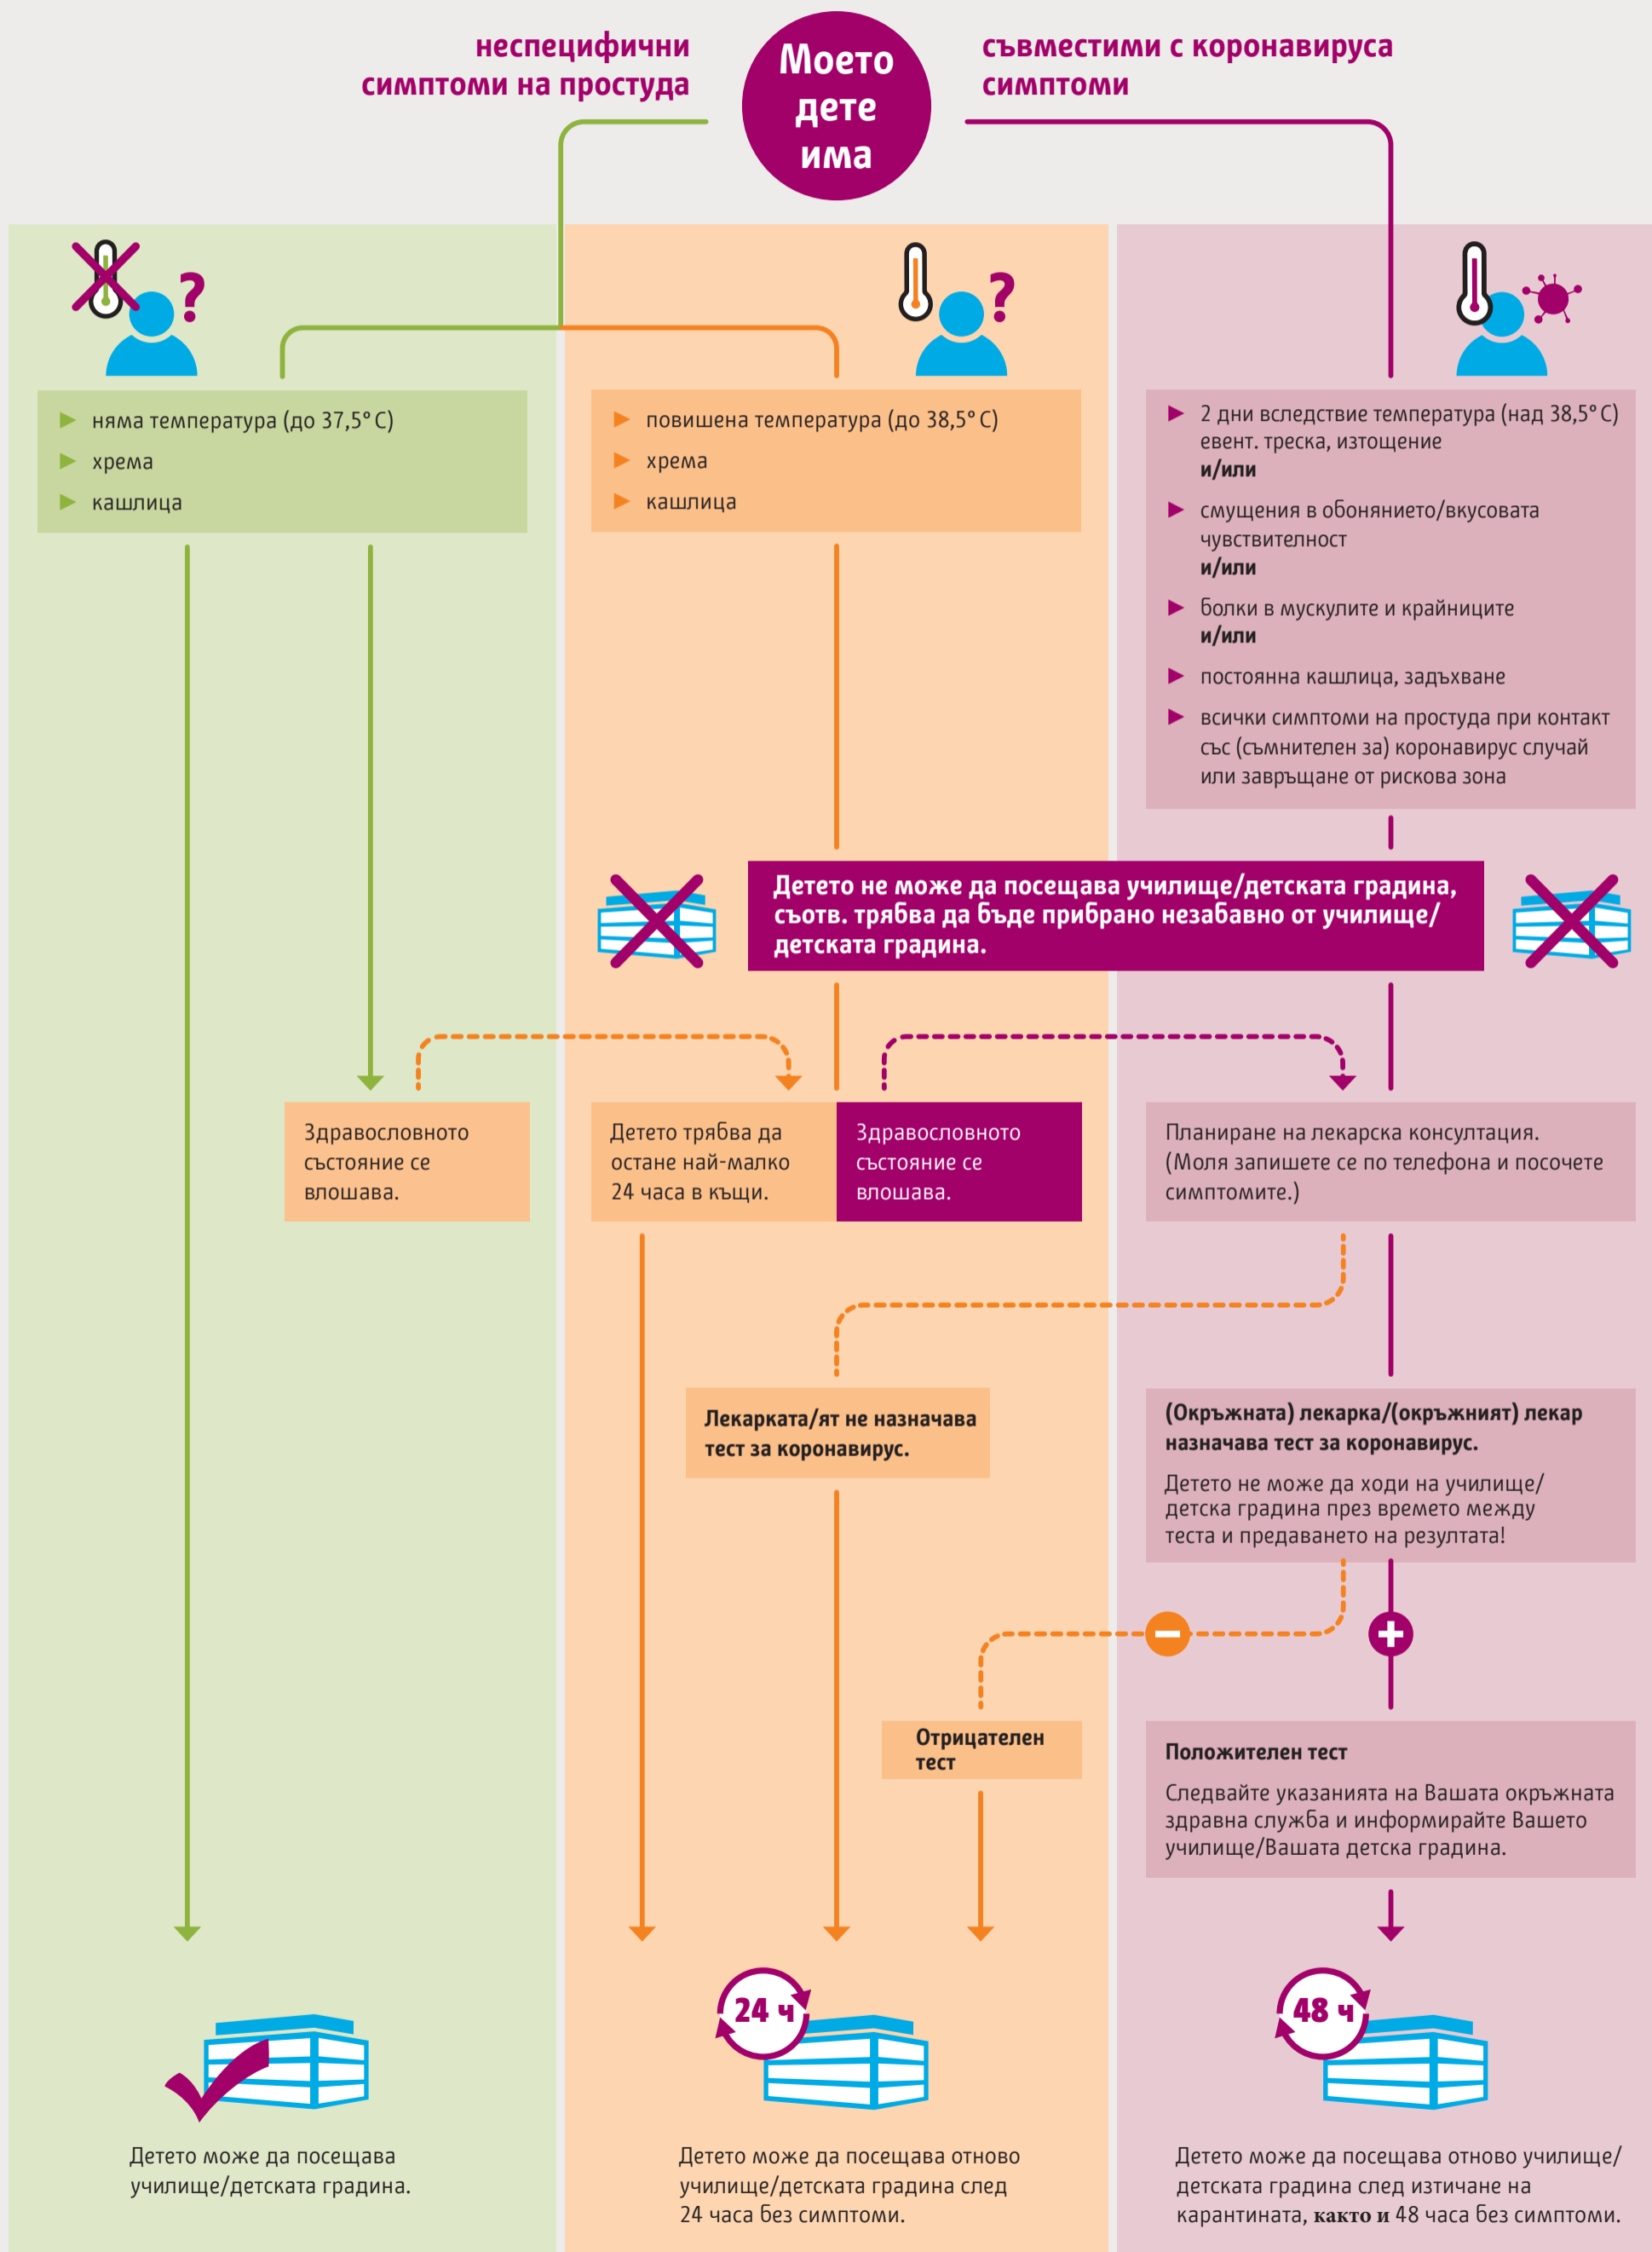 неспецифични
симптоми на простуда
Моето
дете
има
съвместими с коронавируса
симптоми
?
няма температура (до 37,5° C)
хрема
кашлица
?
повишена температура (до 38,5° C)
хрема
кашлица
2 дни вследствие температура (над 38,5° C)
евент. треска, изтощение
и/или
смущения в обонянието/вкусовата
чувствителност
и/или
болки в мускулите и крайниците
и/или
постоянна кашлица, задъхване
всички симптоми на простуда при контакт
със (съмнителен за) коронавирус случай
или завръщане от рискова зона
Детето не може да посещава училище/детската градина,
съотв. трябва да бъде прибрано незабавно от училище/
детската градина.
Здравословното
състояние се
влошава.
Детето трябва да
остане най-малко
24 часа в къщи.
Здравословното
състояние се
влошава.
Планиране на лекарска консултация.
(Моля запишете се по телефона и посочете
симптомите.)
Лекарката/ят не назначава
тест за коронавирус.
(Окръжната) лекарка/(окръжният) лекар
назначава тест за коронавирус.
Детето не може да ходи на училище/
детска градина през времето между
теста и предаването на резултата!
Отрицателен
тест
Положителен тест
Следвайте указанията на Вашата окръжната
здравна служба и информирайте Вашето
училище/Вашата детска градина.
Детето може да посещава
училище/детската градина.
24 ч
Детето може да посещава отново
училище/детската градина след
24 часа без симптоми.
48 ч
Детето може да посещава отново училище/
детската градина след изтичане на
карантината, както и 48 часа без симптоми.